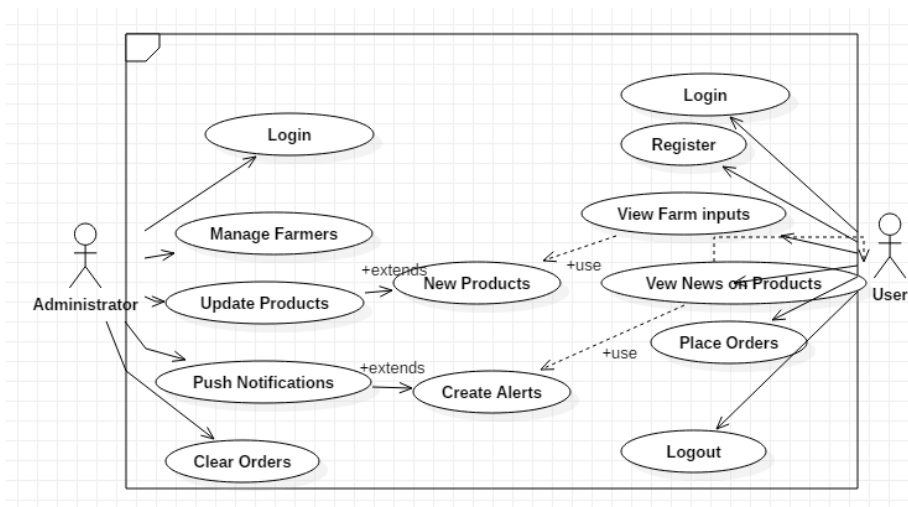 Login
Login
Register
View Farm inputs
Manage Farmers
Administrator
+extends
+use
New Products
Vew News on Products
User
Update Products
Place Orders
+use
+extends
Push Notifications
Create Alerts
Clear Orders
Logout